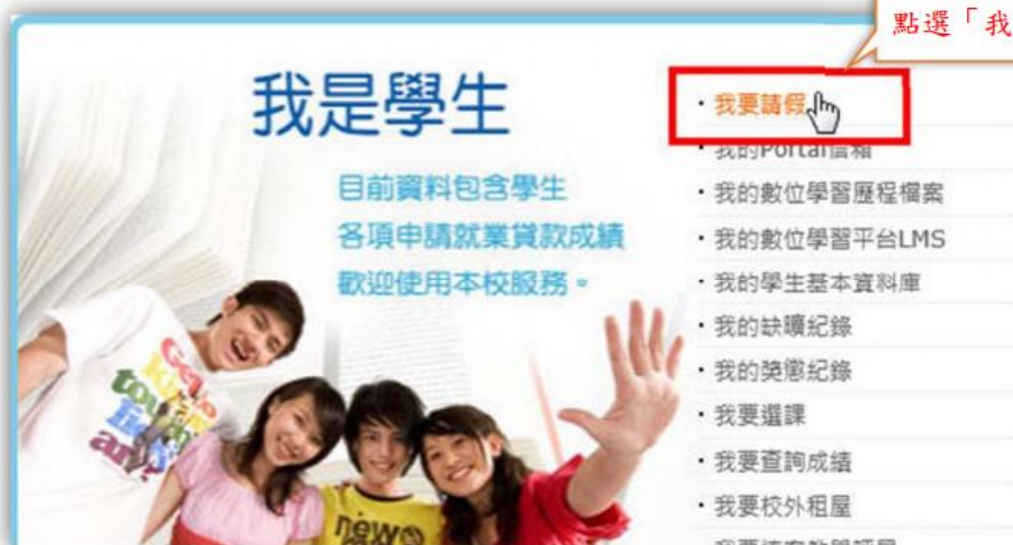 點選「我
我是學生
目前資料包含學生
各項申請就業貸款成績
歡迎使用本校服務。
・我要請假
・我的Portal信箱
・我的數位學習歷程檔案
・我的數位學習平台LMS
・我的學生基本資料庫
・我的缺曠紀錄
・我的獎懲紀錄
・我要選課
・我要查詢成績
・我要校外租屋
new